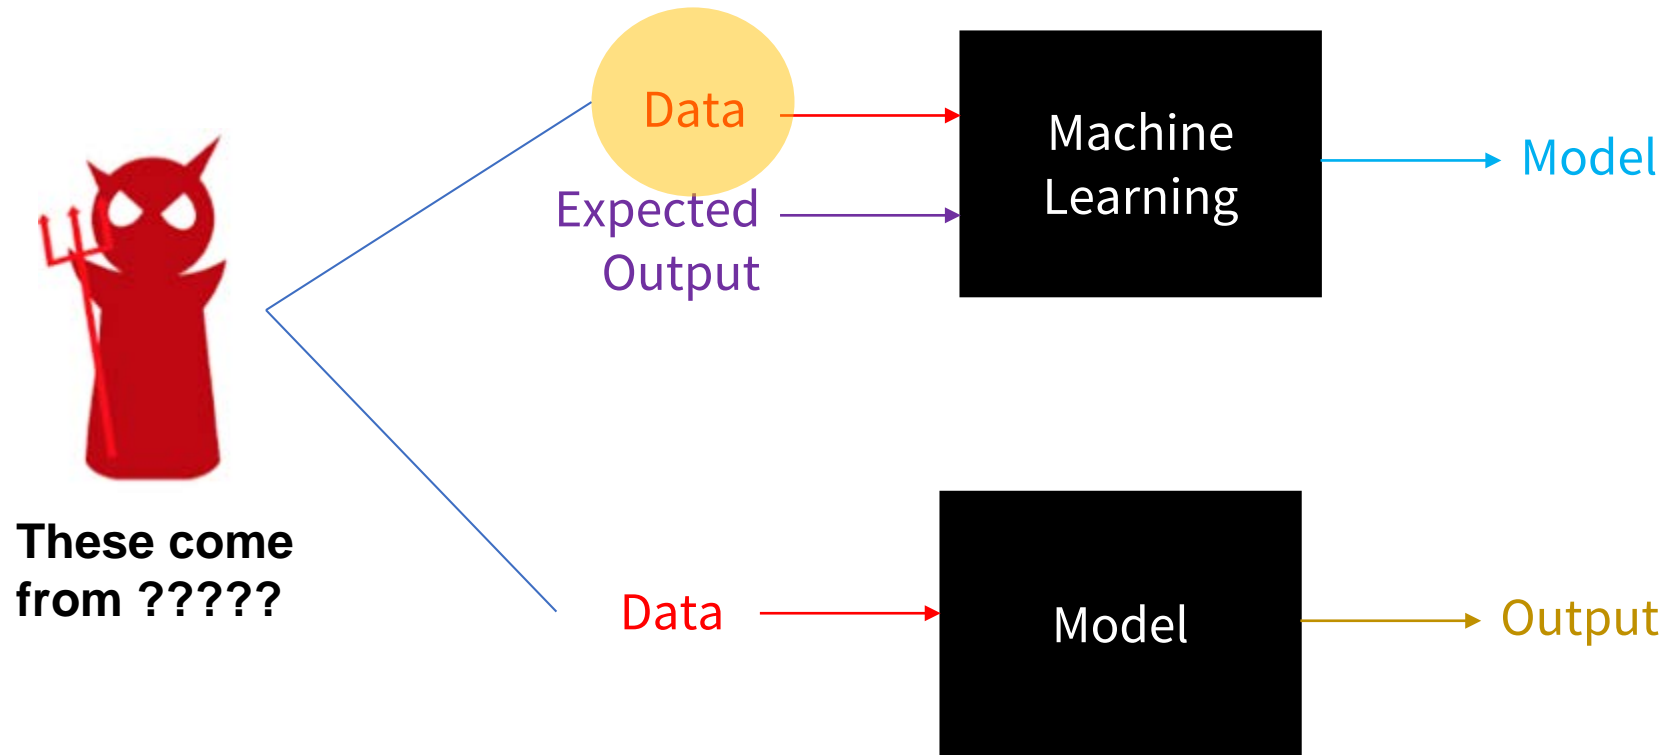 Data
Expected
Output
Machine
Learning
Model
These come
from ?????
Data
Model
Output